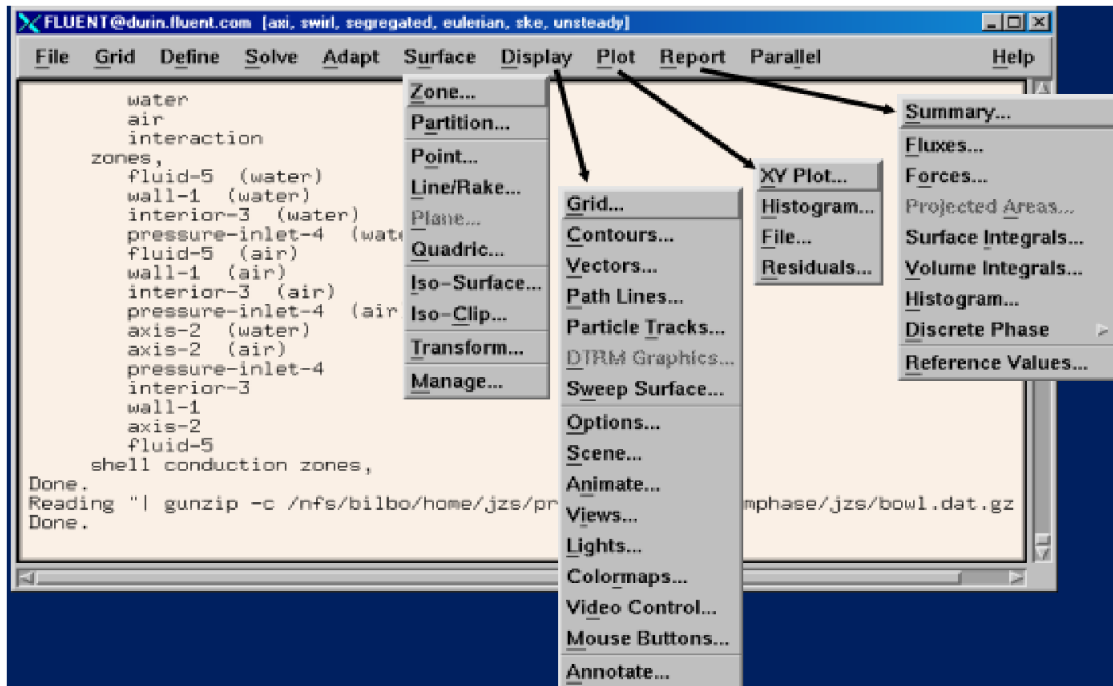 FLUENT@durin.fluent.com [axi, swirl, segregated, eulerian, ske, unsteady]
File Grid Define Solve Adapt Surface Display Plot Report Parallel Help
water
air
interaction
zones,
fluid-5 (water)
wall-1 (water)
interior-3 (water)
pressure-inlet-4 (wat
fluid-5 (air)
wall-1 (air)
interior-3 (air)
pressure-inlet-4 (air
axis-2 (water)
axis-2 (air)
pressure-inlet-4
interior-3
wall-1
axis-2
fluid-5
shell conduction zones,
Done.
Reading "| gunzip -c /nfs/bilbo/home/jzs/pr mphase/jzs/bowl.dat.gz
Done.
Zone...
Partition...
Point...
Line/Rake...
Plane...
Quadric...
Iso-Surface...
Iso-Clip...
Transform...
Manage...
Grid...
Contours...
Vectors...
Path Lines...
Particle Tracks...
DTRM Graphics...
Sweep Surface...
Options...
Scene...
Animate...
Views...
Lights...
Colormaps...
Video Control...
Mouse Buttons...
Annotate...
XY Plot...
Histogram...
File...
Residuals...
Summary...
Fluxes...
Forces...
Projected Areas...
Surface Integrals...
Volume Integrals...
Histogram...
Discrete Phase
Reference Values...